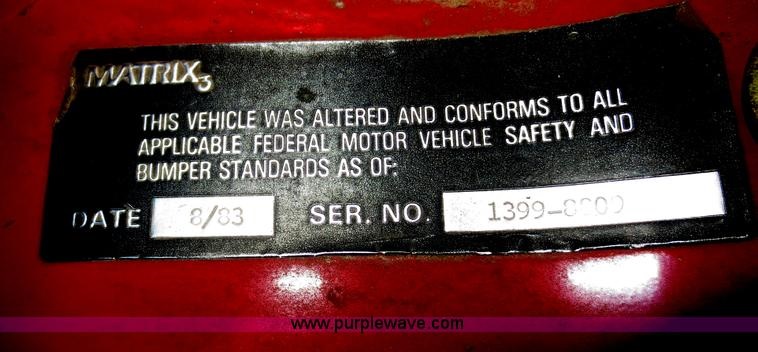 MATRIX3
THIS VEHICLE WAS ALTERED AND CONFORMS TO ALL
APPLICABLE FEDERAL MOTOR VEHICLE SAFETY AND
BUMPER STANDARDS AS OF:
DATE 8/83 SER. NO.
www.purplewave.com